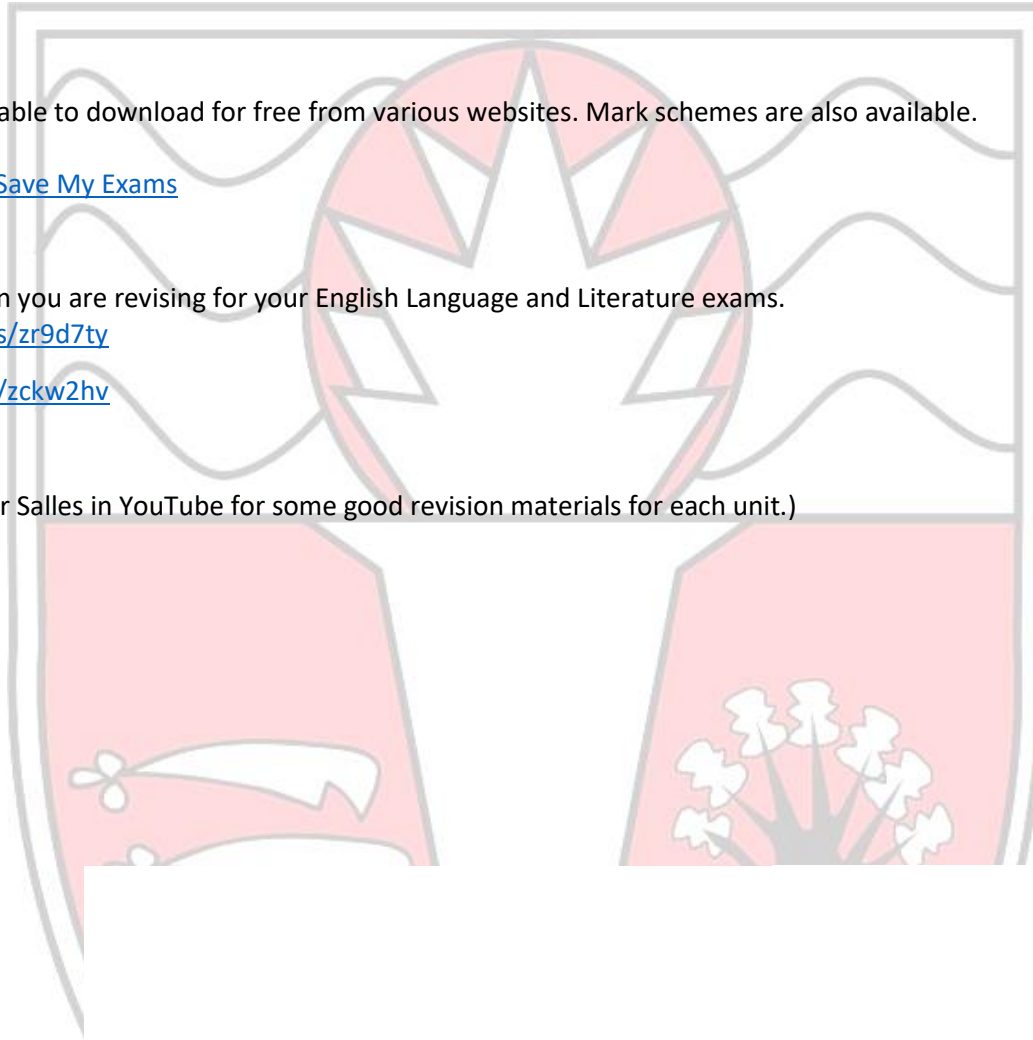 able to download for free from various websites. Mark schemes are also available.
Save My Exams
n you are revising for your English Language and Literature exams.
s/zr9d7ty
/zckw2hv
r Salles in YouTube for some good revision materials for each unit.)